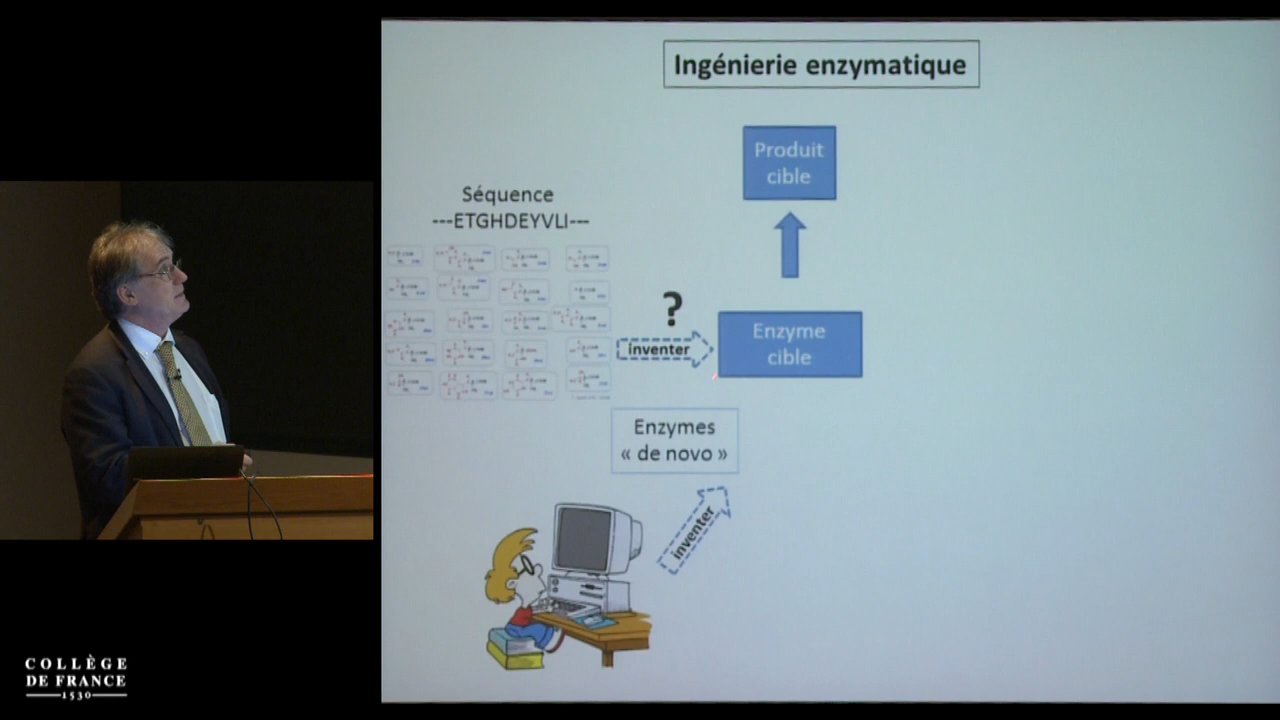 Ingénierie enzymatique
Produit
cible
Séquence
---ETGHDEYVLI---
?
inventer
Enzyme
cible
Enzymes
« de novo »
inventer
COLLÈGE
DE FRANCE
1530